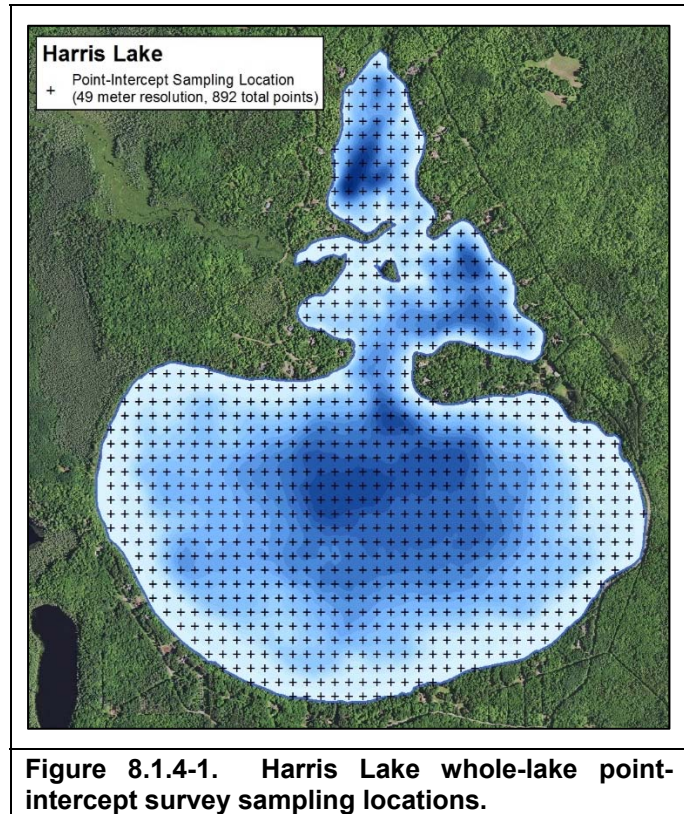 Harris Lake
+ Point-Intercept Sampling Location
(49 meter resolution, 892 total points)
Figure 8.1.4-1. Harris Lake whole-lake point-
intercept survey sampling locations.